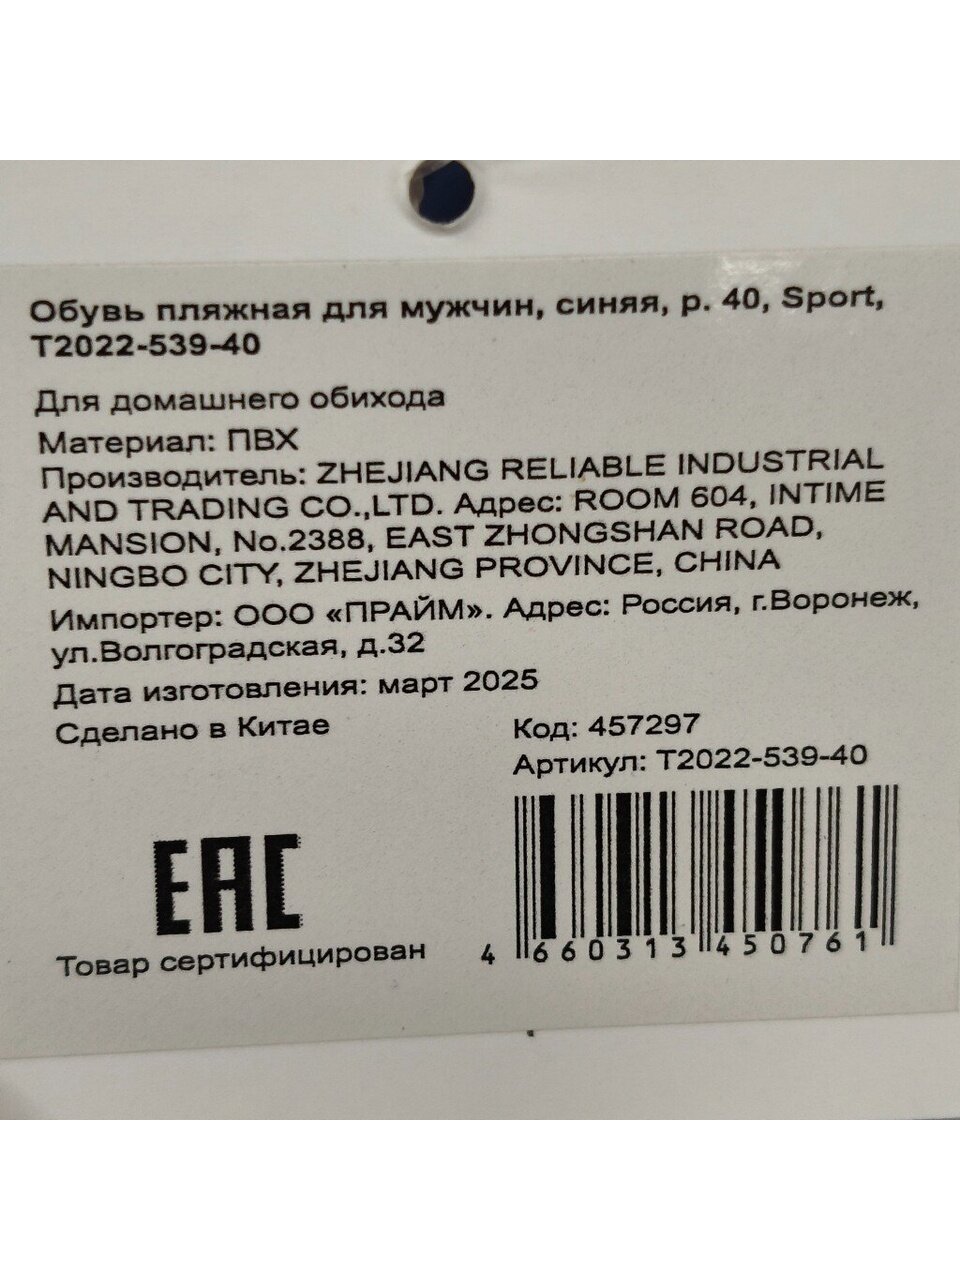 Обувь пляжная для мужчин, синяя, р. 40, Sport,
T2022-539-40
Для домашнего обихода
Материал: ПВХ
Производитель: ZHEJIANG RELIABLE INDUSTRIAL
AND TRADING CO.,LTD. Адрес: ROOM 604, INTIME
MANSION, No.2388, EAST ZHONGSHAN ROAD,
NINGBO CITY, ZHEJIANG PROVINCE, CHINA
Импортер: ООО «ПРАЙМ». Адрес: Россия, г.Воронеж,
ул.Волгоградская, д.32
Дата изготовления: март 2025
Сделано в Китае
Код: 457297
Артикул: T2022-539-40
EAC
Товар сертифицирован
4 660313 450761